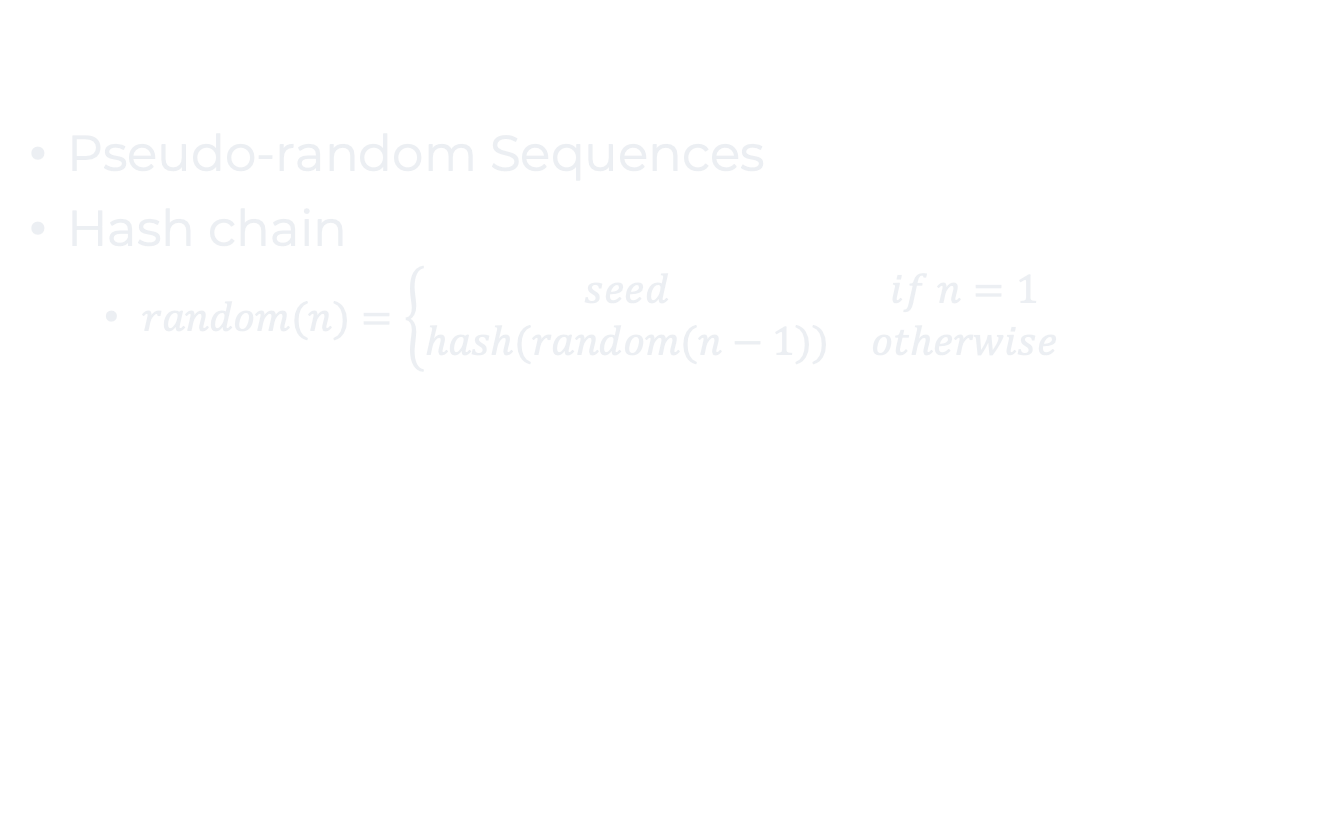 • Pseudo-random Sequences
• Hash chain
• random(n) = { seed if n = 1
hash(random(n − 1)) otherwise